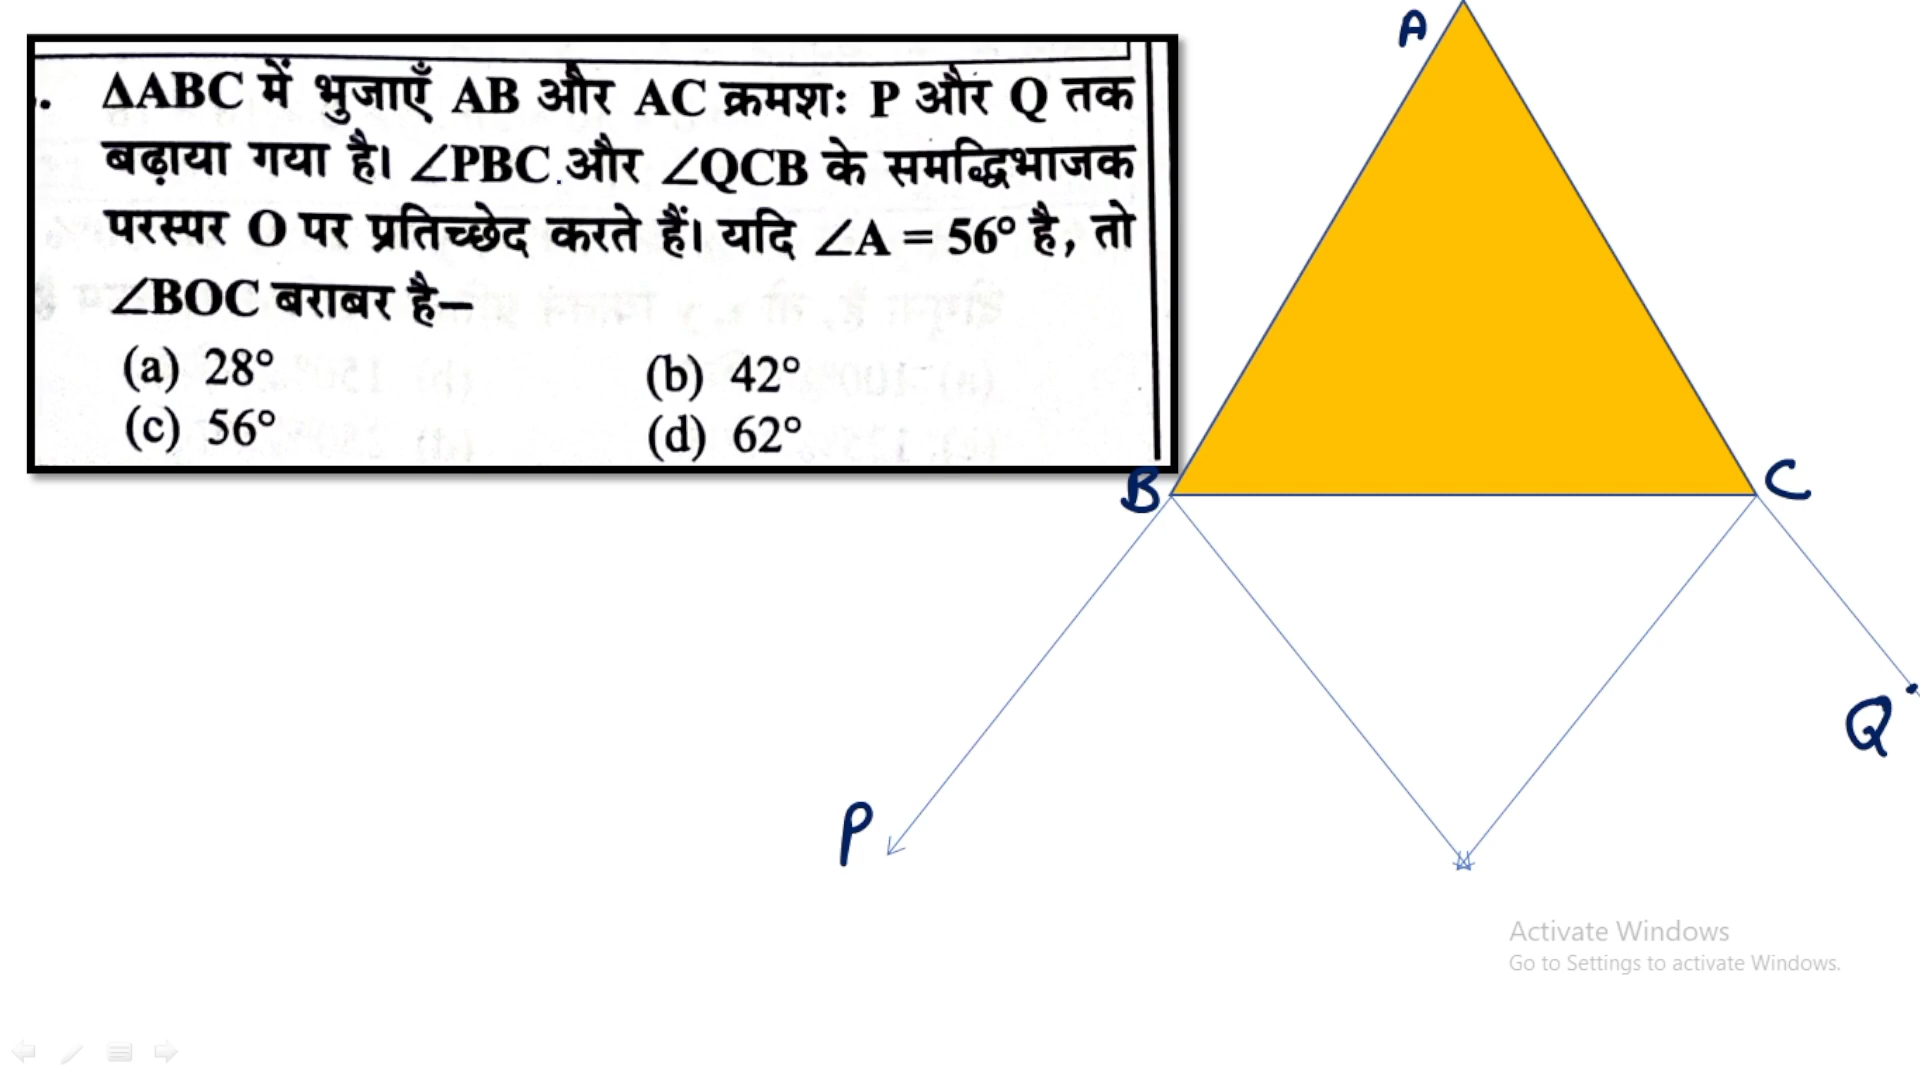 A
. ΔABC में भुजाएँ AB और AC क्रमशः P और Q तक
बढ़ाया गया है। ∠PBC और ∠QCB के समद्विभाजक
परस्पर O पर प्रतिच्छेद करते हैं। यदि ∠A = 56° है, तो
∠BOC बराबर है–
(a) 28° (b) 42°
(c) 56° (d) 62°
B C
Q
P
Activate Windows
Go to Settings to activate Windows.